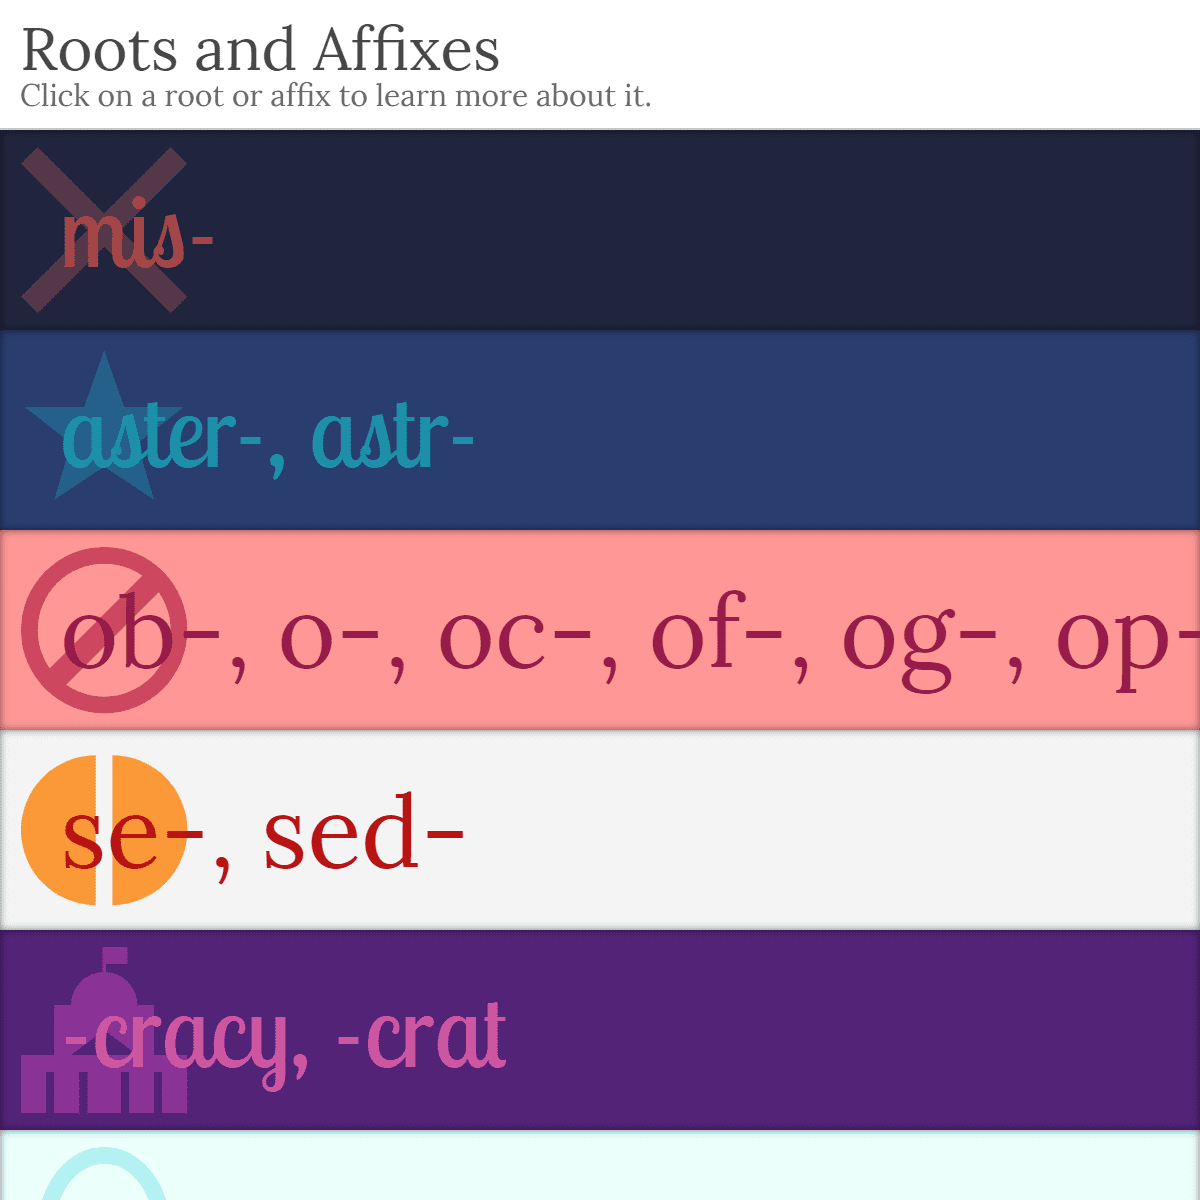 Roots and Affixes
Click on a root or affix to learn more about it.
mis-
aster-, astr-
ob-, o-, oc-, of-, og-, op-
se-, sed-
-cracy, -crat